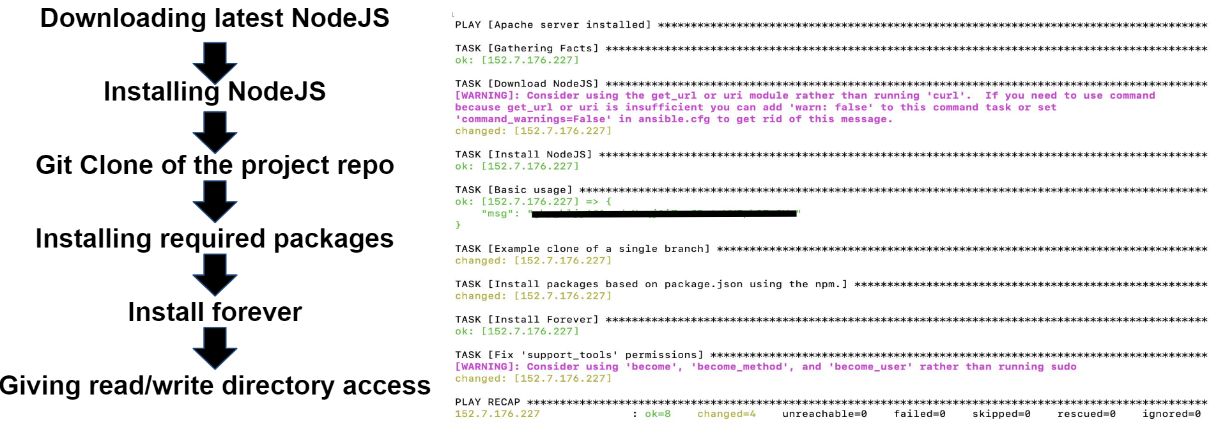 Downloading latest NodeJS
Installing NodeJS
Git Clone of the project repo
Installing required packages
Install forever
Giving read/write directory access
PLAY [Apache server installed] ************************************************************************************
TASK [Gathering Facts] ********************************************************************************************
ok: [152.7.176.227]
TASK [Download NodeJS] ********************************************************************************************
[WARNING]: Consider using the get_url or uri module rather than running 'curl'.  If you need to use command
because get_url or uri is insufficient you can add 'warn: false' to this command task or set
'command_warnings=False' in ansible.cfg to get rid of this message.
changed: [152.7.176.227]
TASK [Install NodeJS] *********************************************************************************************
ok: [152.7.176.227]
TASK [Basic usage] ************************************************************************************************
ok: [152.7.176.227] => {
"msg": "
}
TASK [Example clone of a single branch] ***************************************************************************
changed: [152.7.176.227]
TASK [Install packages based on package.json using the npm.] ******************************************************
changed: [152.7.176.227]
TASK [Install Forever] ********************************************************************************************
ok: [152.7.176.227]
TASK [Fix 'support_tools' permissions] ****************************************************************************
[WARNING]: Consider using 'become', 'become_method', and 'become_user' rather than running sudo
changed: [152.7.176.227]
PLAY RECAP ********************************************************************************************************
152.7.176.227 : ok=8 changed=4 unreachable=0 failed=0 skipped=0 rescued=0 ignored=0